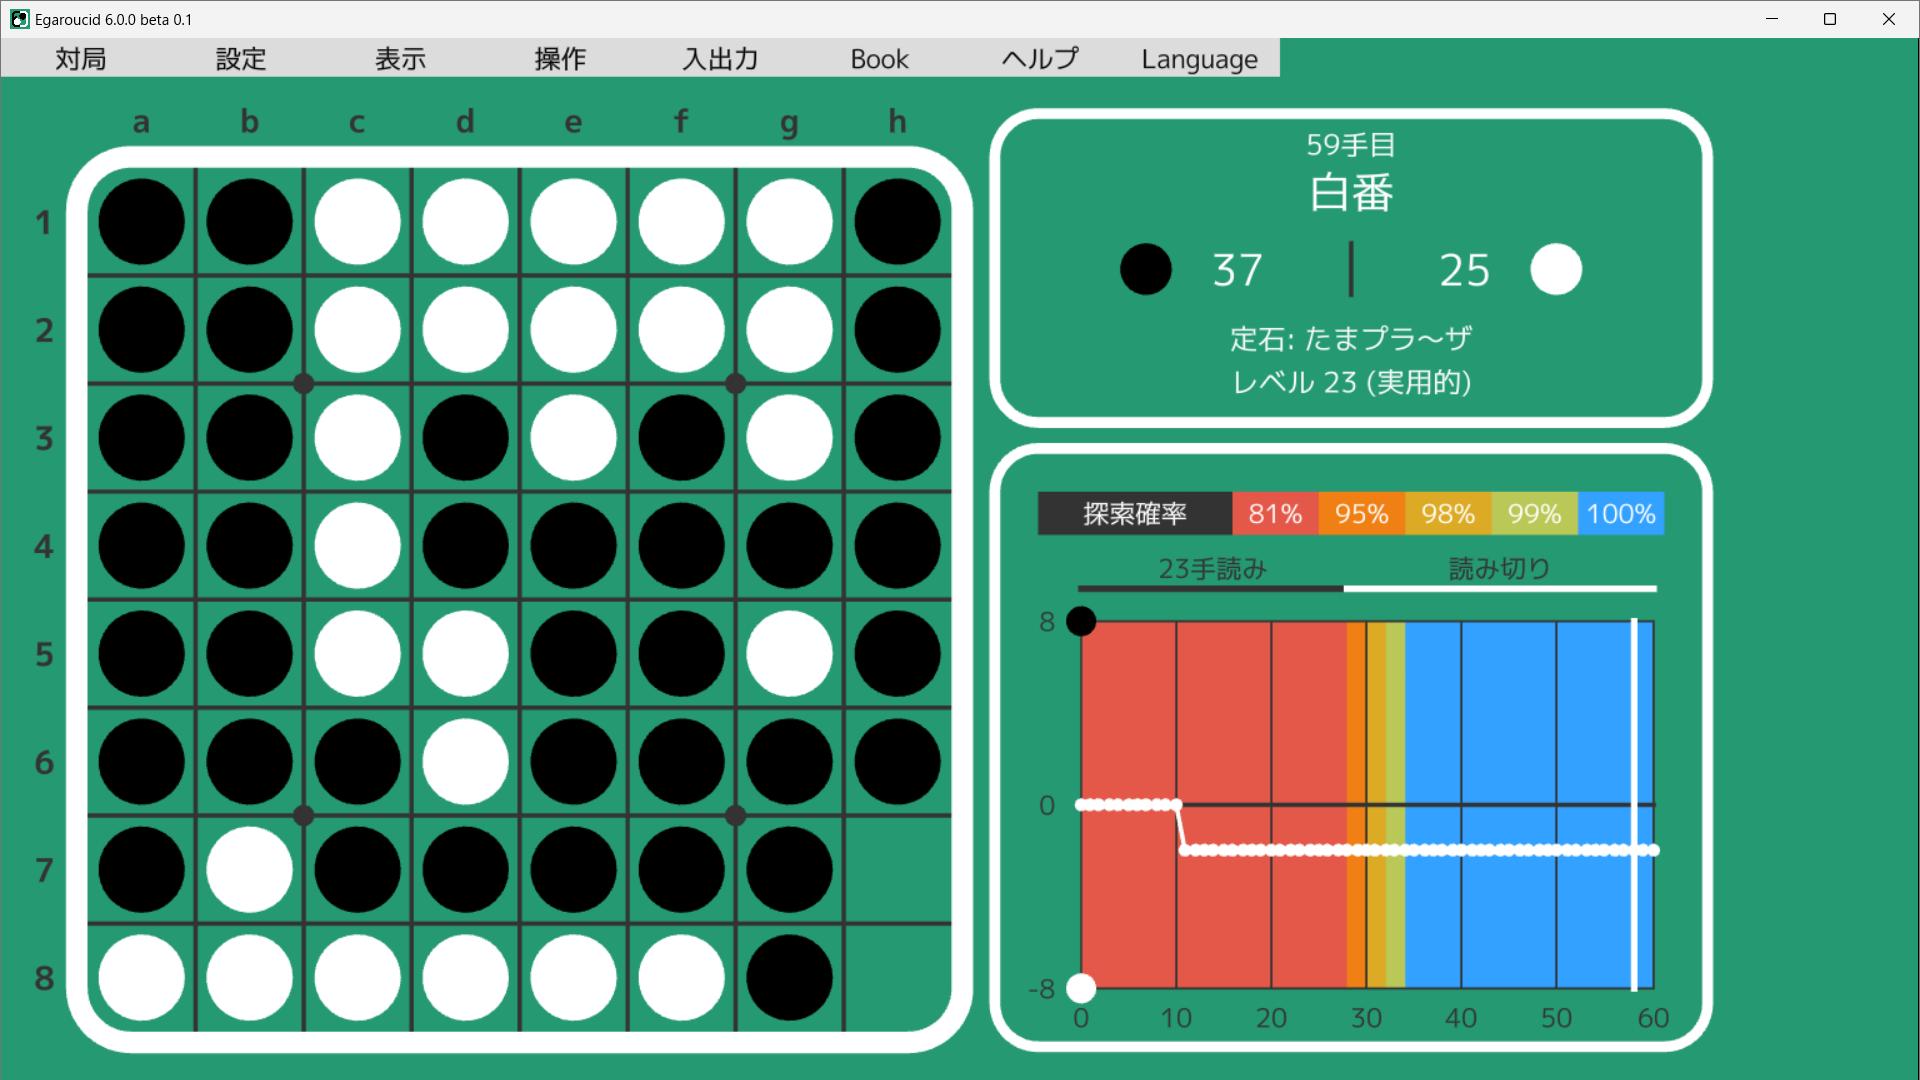 Egaroucid 6.0.0 beta 0.1
対局 設定 表示 操作 入出力 Book ヘルプ Language
a b c d e f g h
1
2
3
4
5
6
7
8
59手目
白番
37 25
定石: たまプラ～ザ
レベル 23 (実用的)
探索確率 81% 95% 98% 99% 100%
23手読み 読み切り
8
0
-8
0 10 20 30 40 50 60